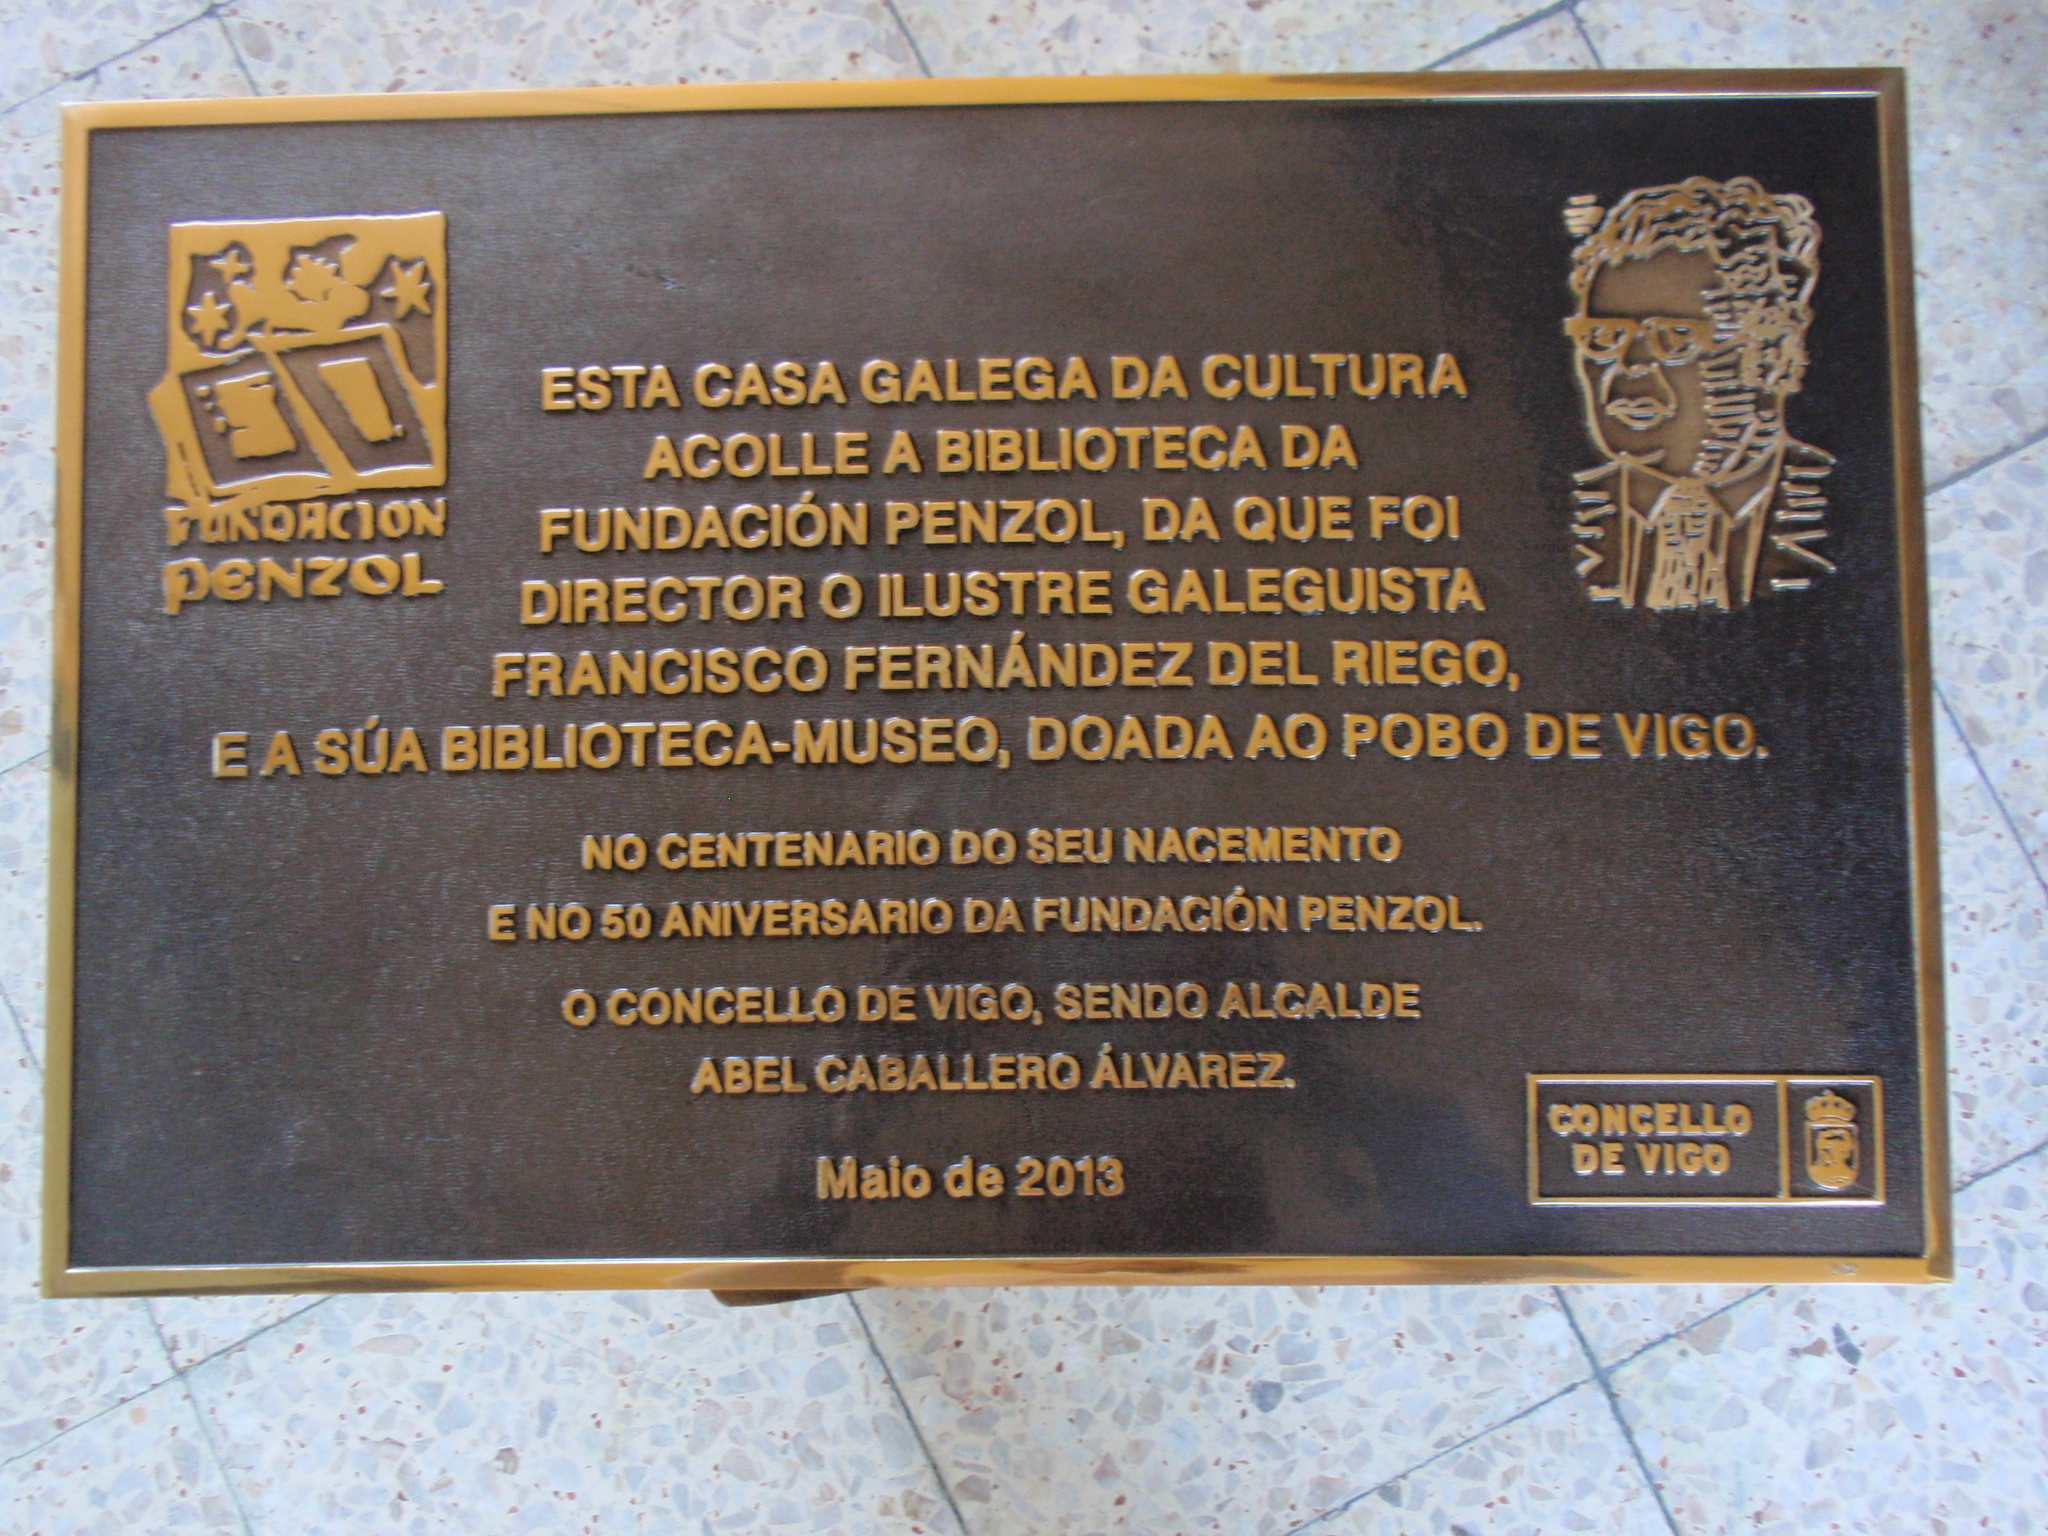 FUNDACION
PENZOL
ESTA CASA GALEGA DA CULTURA
ACOLLE A BIBLIOTECA DA
FUNDACIÓN PENZOL, DA QUE FOI
DIRECTOR O ILUSTRE GALEGUISTA
FRANCISCO FERNÁNDEZ DEL RIEGO,
E A SÚA BIBLIOTECA-MUSEO, DOADA AO POBO DE VIGO.
NO CENTENARIO DO SEU NACEMENTO
E NO 50 ANIVERSARIO DA FUNDACIÓN PENZOL.
O CONCELLO DE VIGO, SENDO ALCALDE
ABEL CABALLERO ÁLVAREZ.
Maio de 2013
CONCELLO
DE VIGO